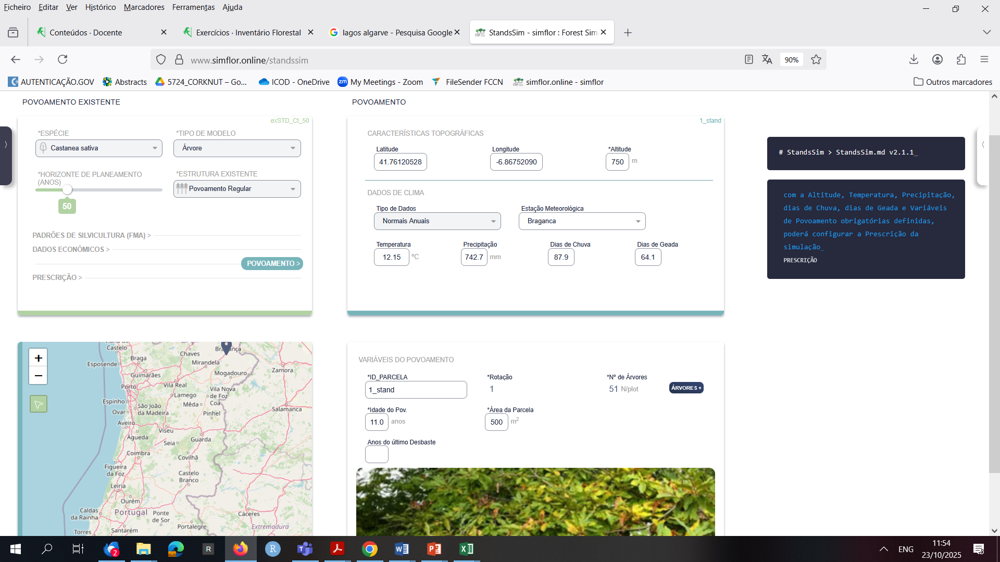 Ficheiro Editar Ver Histórico Marcadores Ferramentas Ajuda
Conteúdos · Docente
Exercícios · Inventário Florestal
lagos algarve - Pesquisa Google
StandsSim - simflor : Forest Sim
www.simflor.online/standssim
90%
AUTENTICAÇÃO.GOV
Abstracts
5724_CORKNUT – Go...
ICOD - OneDrive
zm My Meetings - Zoom
FileSender FCCN
simflor.online - simflor
Outros marcadores
POVOAMENTO EXISTENTE
exSTD_Ct_50
*ESPÉCIE
*TIPO DE MODELO
Castanea sativa
Árvore
*HORIZONTE DE PLANEAMENTO
(ANOS)
*ESTRUTURA EXISTENTE
Povoamento Regular
50
PADRÕES DE SILVICULTURA (FMA) >
DADOS ECONÓMICOS >
POVOAMENTO >
PRESCRIÇÃO >
POVOAMENTO
1_stand
CARACTERÍSTICAS TOPOGRÁFICAS
Latitude
Longitude
*Altitude
41.76120528
-6.86752090
750 m
DADOS DE CLIMA
Tipo de Dados
Estação Meteorológica
Normais Anuais
Braganca
Temperatura
Precipitação
Dias de Chuva
Dias de Geada
12.15 ºC
742.7 mm
87.9
64.1
# StandsSim > StandsSim.md v2.1.1_
com a Altitude, Temperatura, Precipitação,
dias de Chuva, dias de Geada e Variáveis
de Povoamento obrigatórias definidas,
poderá configurar a Prescrição da
simulação_
PRESCRIÇÃO
+
−
Castelo
Braga
Esposende
Guimarães
Chaves
Mirandela
Bragança
Mogadouro
Zamora
Porto
Vila Real
Lamego
Vila Nova
de Foz
Coa
Espinho
São João
da Madeira
Ovar
Mêda
Pinhel
Salamanca
Aveiro
Viseu
Águeda
Seia
Guarda
Coimbra
Covilhã
Figueira
da Foz
Castelo
Branco
Leiria
Ourém
Caldas
da Rainha
Portugal
Ponte
de Sor
Cáceres
Portalegre
Extremadura
Torres
Santarém
VARIÁVEIS DO POVOAMENTO
*ID_PARCELA
*Rotação
*Nº de Árvores
1_stand
1
51 N/plot
ÁRVORES +
*Idade do Pov.
*Área da Parcela
11.0 anos
500 m2
Anos do último Desbaste
2
R
R
ENG
11:54
23/10/2025